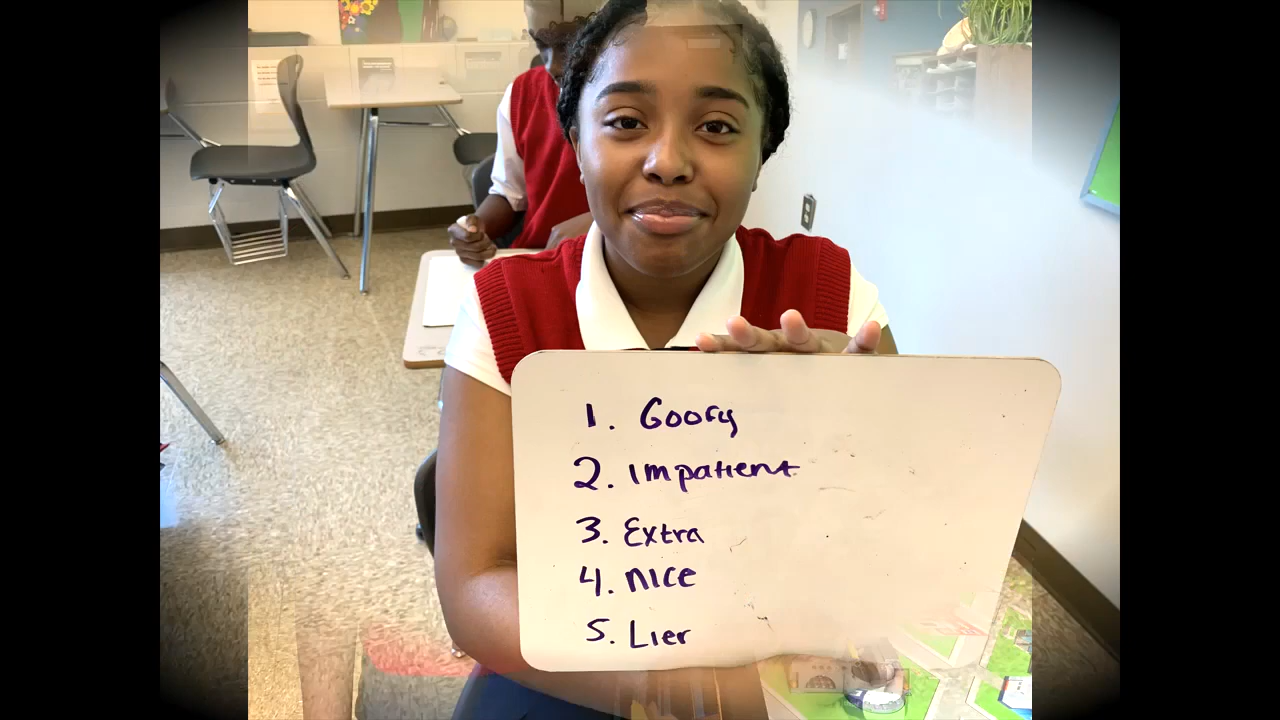 1. Goofy
2. Impatient
3. Extra
4. Nice
5. Lier